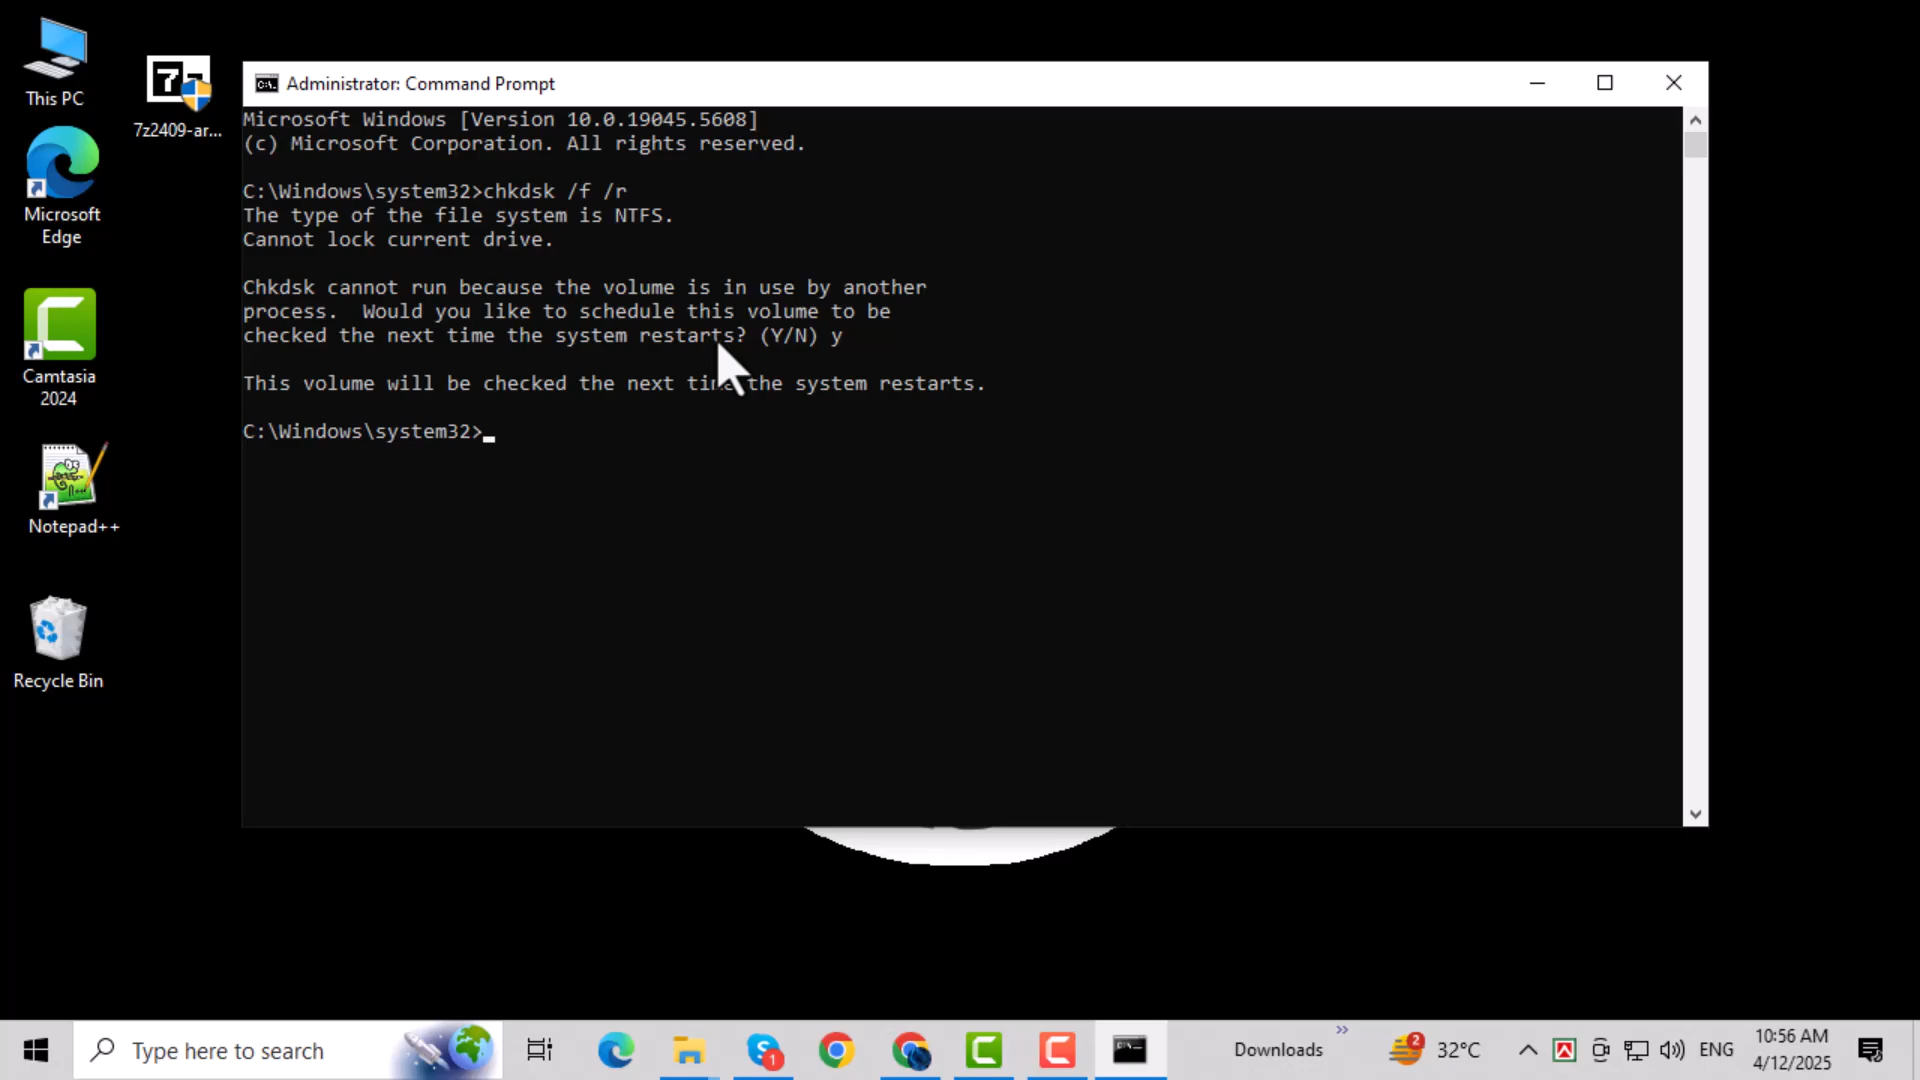 This PC
7z2409-ar...
Microsoft
Edge
Camtasia
2024
Notepad++
Recycle Bin
Administrator: Command Prompt
Microsoft Windows [Version 10.0.19045.5608]
(c) Microsoft Corporation. All rights reserved.
C:\Windows\system32>chkdsk /f /r
The type of the file system is NTFS.
Cannot lock current drive.
Chkdsk cannot run because the volume is in use by another
process.  Would you like to schedule this volume to be
checked the next time the system restarts? (Y/N) y
This volume will be checked the next time the system restarts.
C:\Windows\system32>
Type here to search
1
Downloads
2
32°C
ENG
10:56 AM
4/12/2025